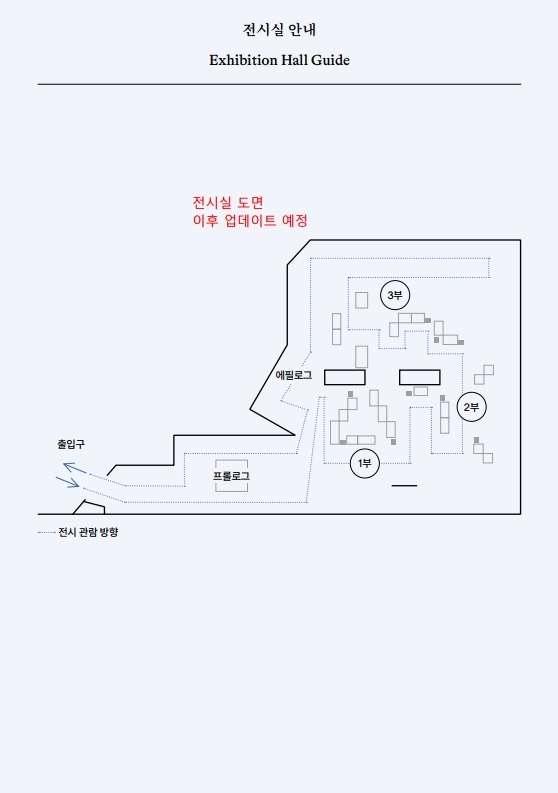 전시실 안내
Exhibition Hall Guide
전시실 도면
이후 업데이트 예정
3부
에필로그
2부
출입구
1부
프롤로그
전시 관람 방향